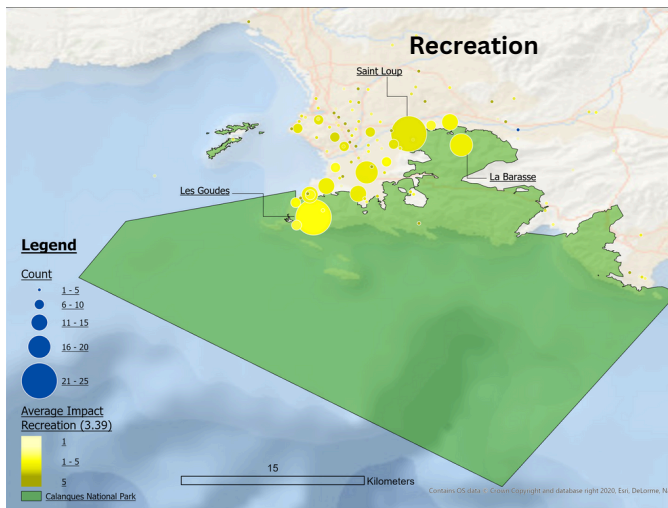 Recreation
Saint Loup
La Barasse
Les Goudes
Legend
Count
1 - 5
6 - 10
11 - 15
16 - 20
21 - 25
Average Impact
Recreation (3.39)
1
1 - 5
5
Calanques National Park
15
Kilometers
Contains OS data © Crown Copyright and database right 2020, Esri, DeLorme, N